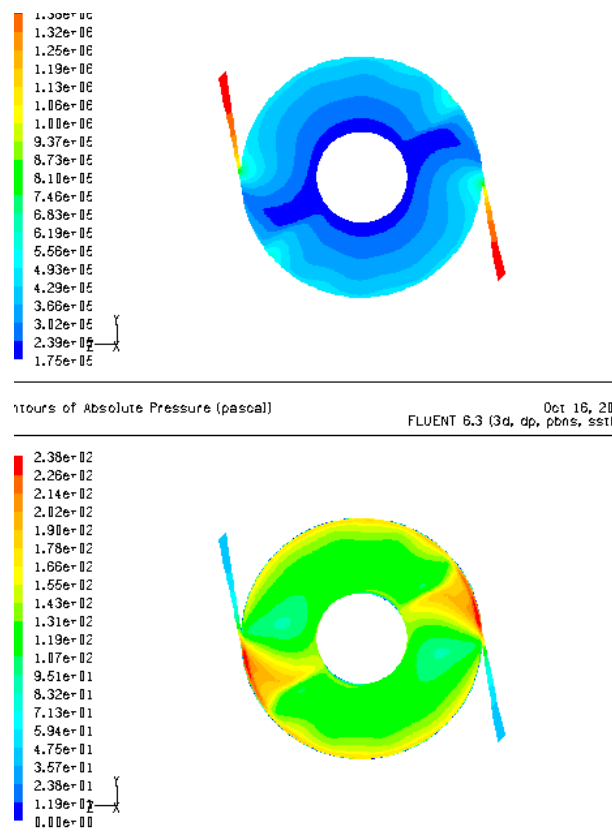 1.32e+06
1.25e+06
1.19e+06
1.13e+06
1.06e+06
1.00e+06
9.37e+05
8.73e+05
8.10e+05
7.46e+05
6.83e+05
6.19e+05
5.56e+05
4.93e+05
4.29e+05
3.66e+05
3.02e+05
2.39e+05
1.75e+05
Y
Z X
ntours of Absolute Pressure (pascal) Oct 16, 20
FLUENT 6.3 (3d, dp, pbns, sst
2.38e+02
2.26e+02
2.14e+02
2.02e+02
1.90e+02
1.78e+02
1.66e+02
1.55e+02
1.43e+02
1.31e+02
1.19e+02
1.07e+02
9.51e+01
8.32e+01
7.13e+01
5.94e+01
4.75e+01
3.57e+01
2.38e+01
1.19e+01
0.00e+00
Y
Z X